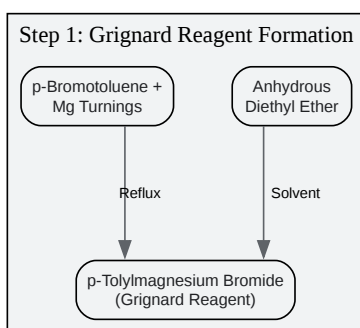 Step 1: Grignard Reagent Formation
p-Bromotoluene +
Mg Turnings
Anhydrous
Diethyl Ether
Reflux
Solvent
p-Tolylmagnesium Bromide
(Grignard Reagent)